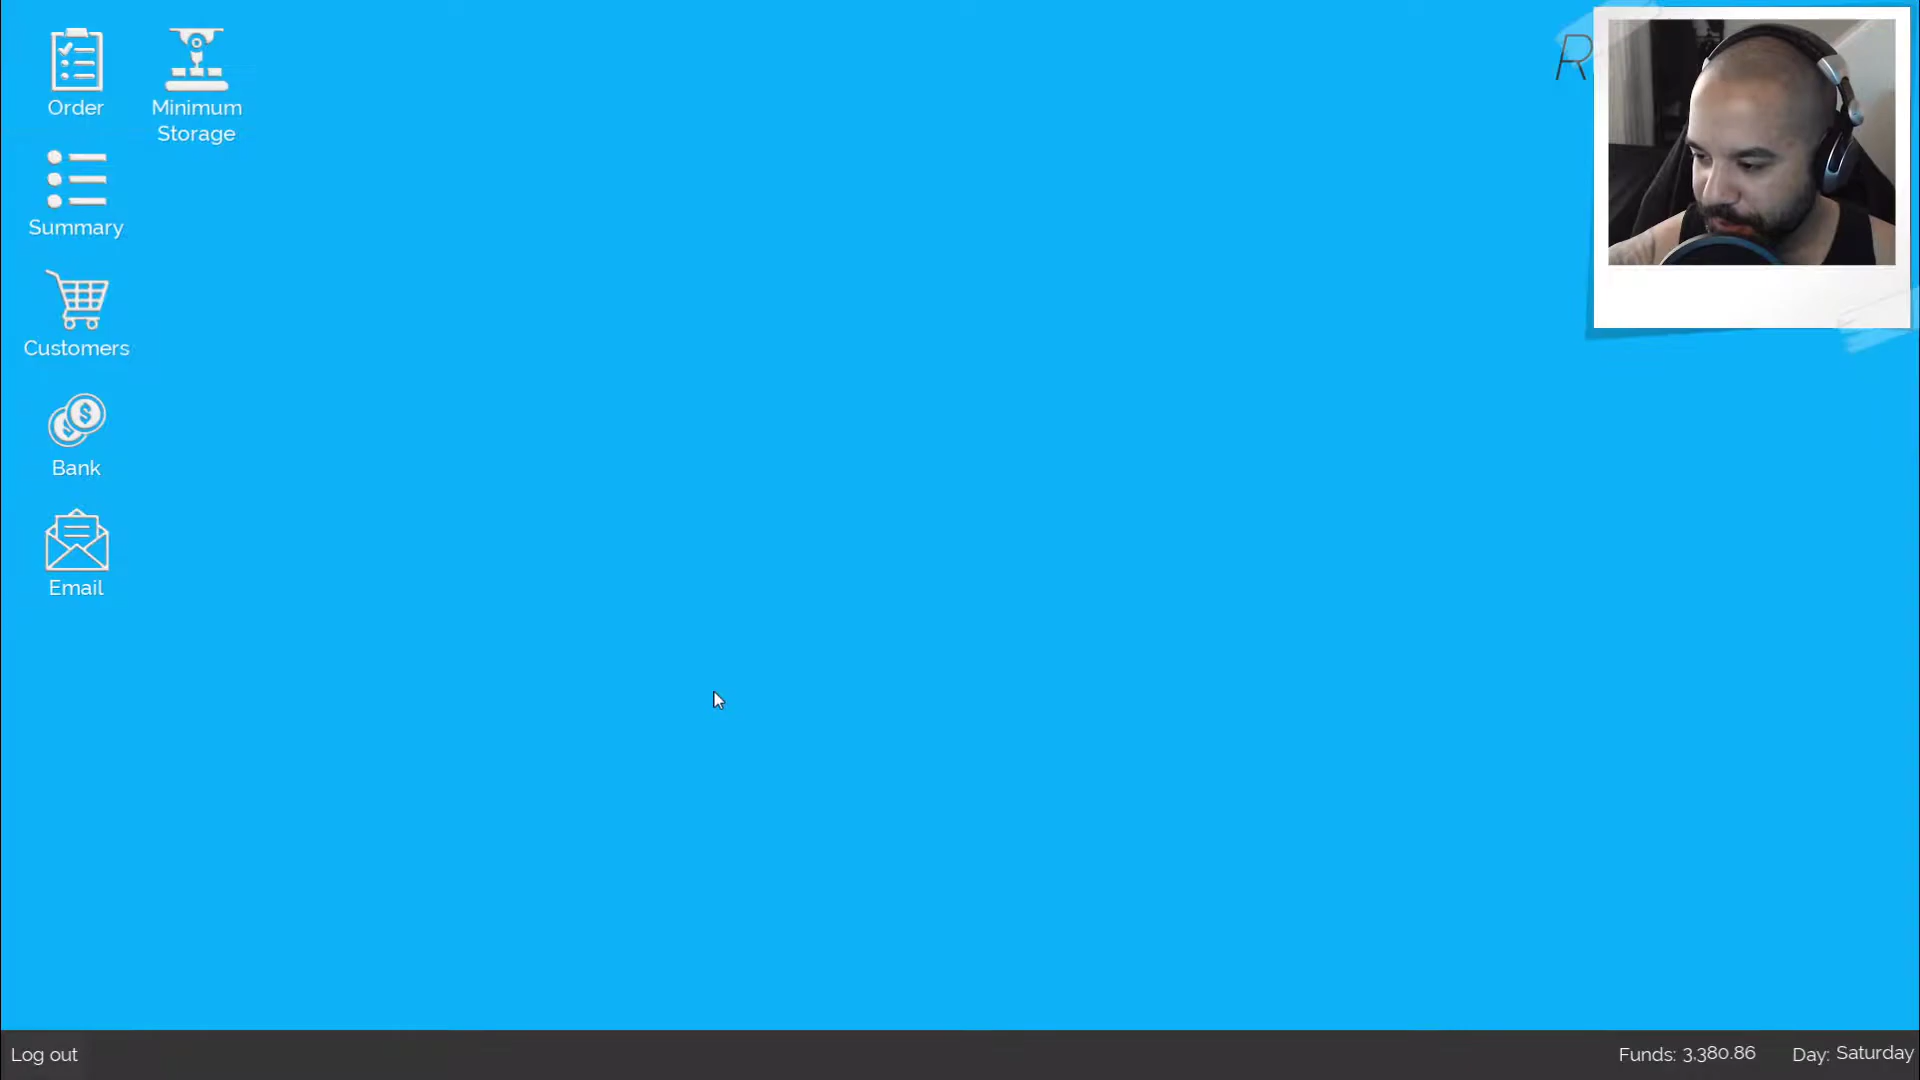 Order
Minimum
Storage
Summary
Customers
Bank
Email
Log out
Funds: 3,380.86
Day: Saturday